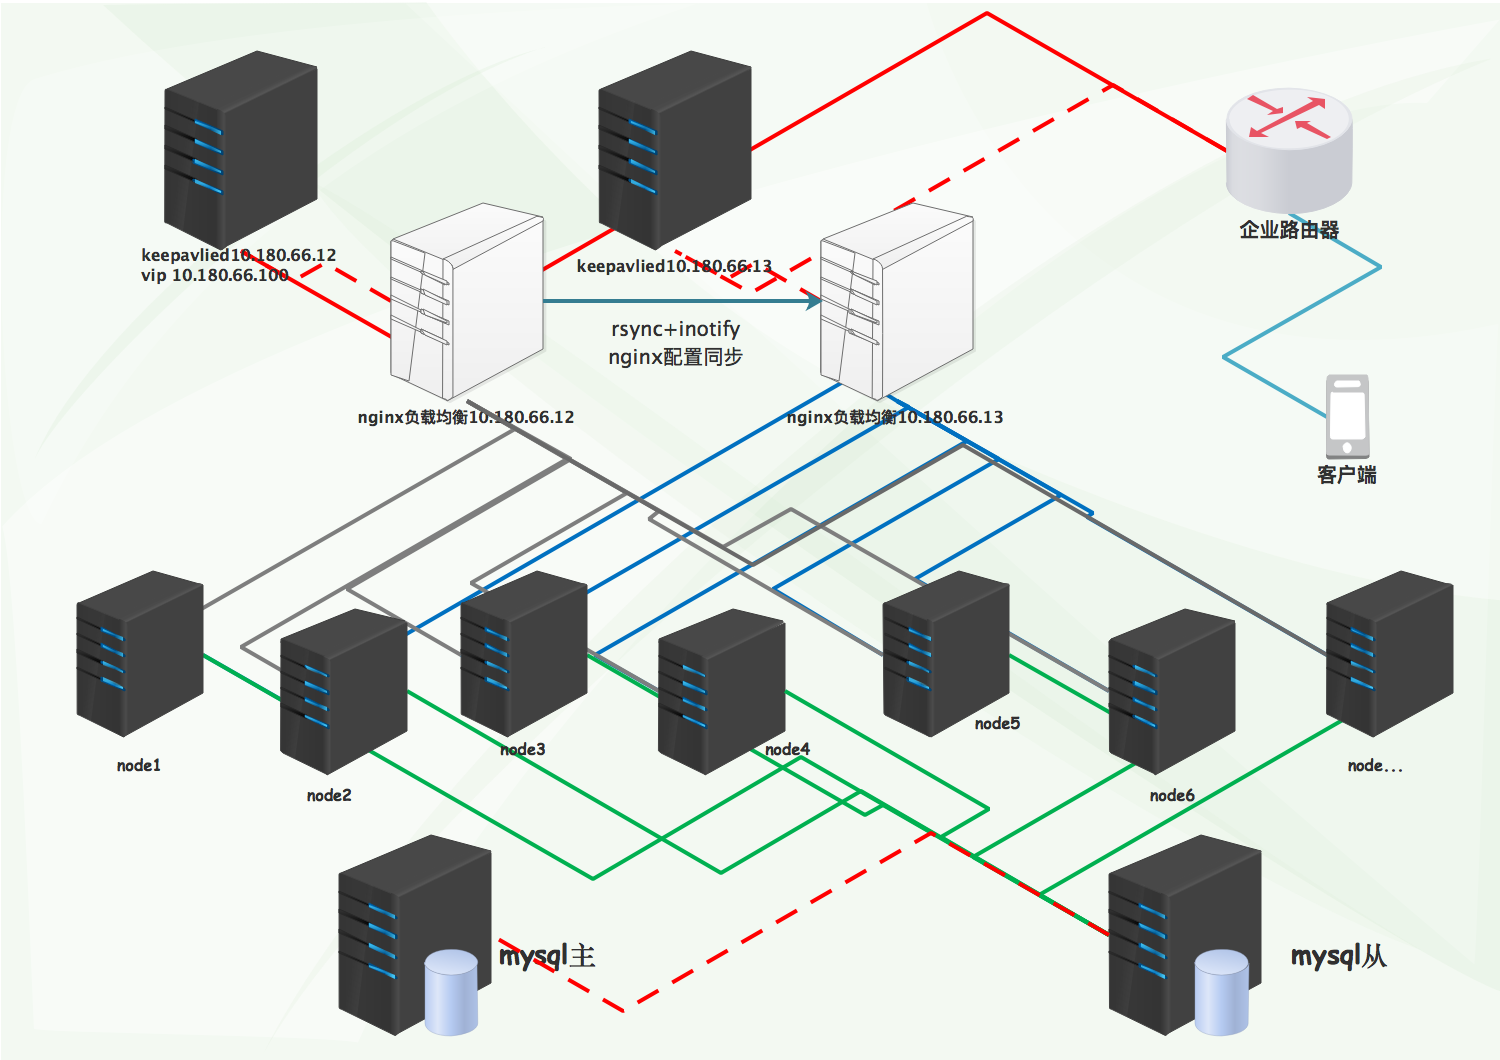 企业路由器
keepavlied10.180.66.12
vip 10.180.66.100
keepavlied10.180.66.13
rsync+inotify
nginx配置同步
nginx负载均衡10.180.66.12
nginx负载均衡10.180.66.13
客户端
node1
node2
node3
node4
node5
node6
node...
mysql主
mysql从